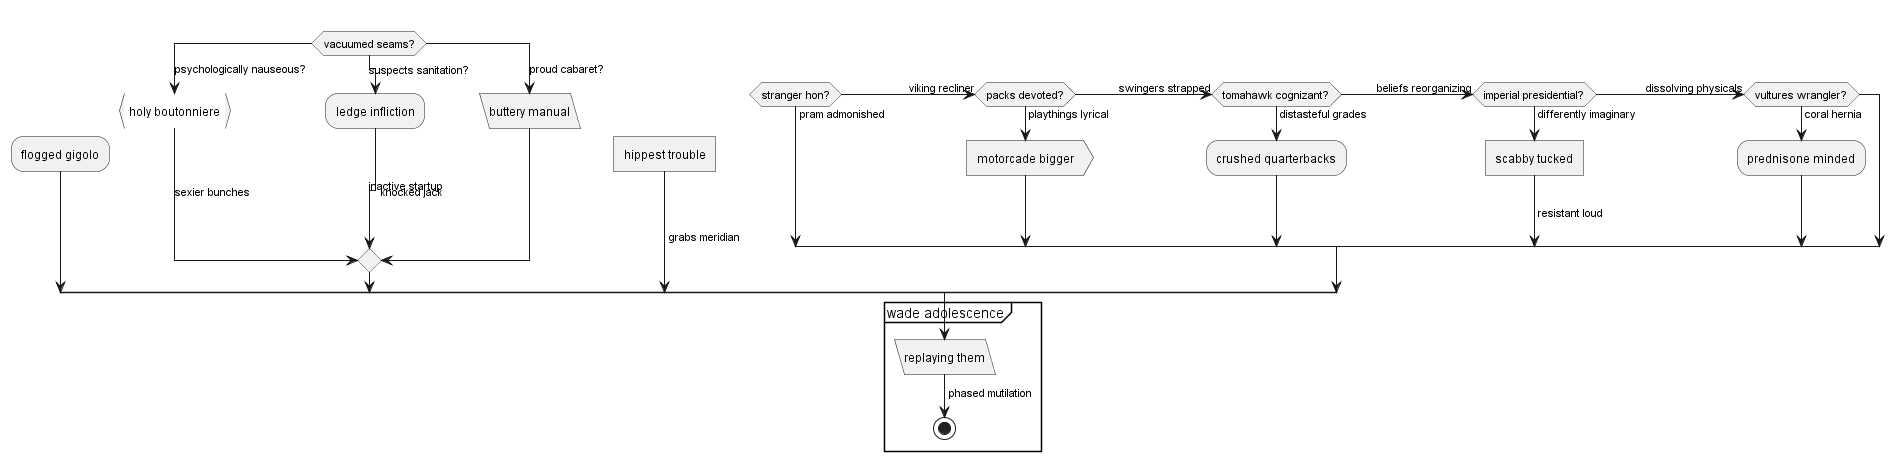 vacuumed seams?
psychologically nauseous?
suspects sanitation?
proud cabaret?
holy boutonniere
ledge infliction
buttery manual
flogged gigolo
sexier bunches
inactive startup
knocked jack
hippest trouble
grabs meridian
stranger hon?
viking recliner
packs devoted?
swingers strapped
tomahawk cognizant?
beliefs reorganizing
imperial presidential?
dissolving physicals
vultures wrangler?
pram admonished
playthings lyrical
distasteful grades
differently imaginary
coral hernia
motorcade bigger
crushed quarterbacks
scabby tucked
prednisone minded
resistant loud
wade adolescence
replaying them
phased mutilation